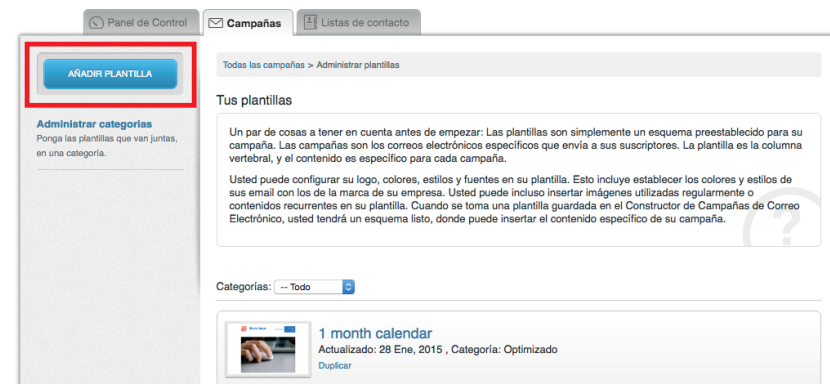 Panel de Control
Campañas
Listas de contacto
AÑADIR PLANTILLA
Todas las campañas > Administrar plantillas
Tus plantillas
Administrar categorias
Ponga las plantillas que van juntas,
en una categoría.
Un par de cosas a tener en cuenta antes de empezar: Las plantillas son simplemente un esquema preestablecido para su
campaña. Las campañas son los correos electrónicos específicos que envía a sus suscriptores. La plantilla es la columna
vertebral, y el contenido es específico para cada campaña.
Usted puede configurar su logo, colores, estilos y fuentes en su plantilla. Esto incluye establecer los colores y estilos de
sus email con los de la marca de su empresa. Usted puede incluso insertar imágenes utilizadas regularmente o
contenidos recurrentes en su plantilla. Cuando se toma una plantilla guardada en el Constructor de Campañas de Correo
Electrónico, usted tendrá un esquema listo, donde puede insertar el contenido específico de su campaña.
?
Categorías: -- Todo
1 month calendar
Actualizado: 28 Ene, 2015 , Categoría: Optimizado
Duplicar